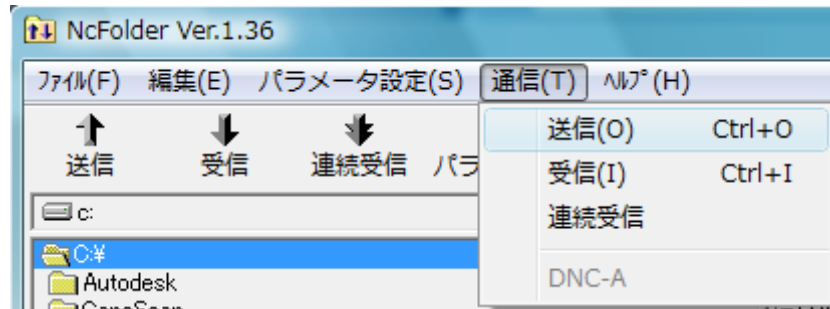 NcFolder Ver.1.36
ﾌｧｲﾙ(F) 編集(E) パラメータ設定(S) 通信(T) ﾍﾙﾌﾟ(H)
送信 受信 連続受信 パラ
送信(O) Ctrl+O
受信(I) Ctrl+I
連続受信
DNC-A
c:
C:¥
Autodesk